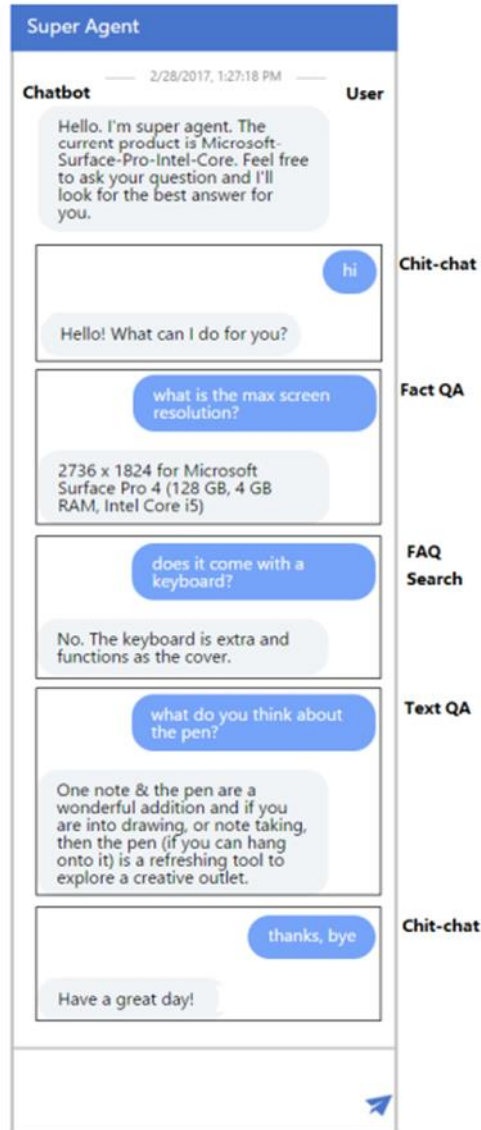 Super Agent
2/28/2017, 1:27:18 PM
Chatbot
User
Hello. I'm super agent. The
current product is Microsoft-
Surface-Pro-Intel-Core. Feel free
to ask your question and I'll
look for the best answer for
you.
hi
Chit-chat
Hello! What can I do for you?
what is the max screen
resolution?
Fact QA
2736 x 1824 for Microsoft
Surface Pro 4 (128 GB, 4 GB
RAM, Intel Core i5)
does it come with a
keyboard?
FAQ
Search
No. The keyboard is extra and
functions as the cover.
what do you think about
the pen?
Text QA
One note & the pen are a
wonderful addition and if you
are into drawing, or note taking,
then the pen (if you can hang
onto it) is a refreshing tool to
explore a creative outlet.
thanks, bye
Chit-chat
Have a great day!